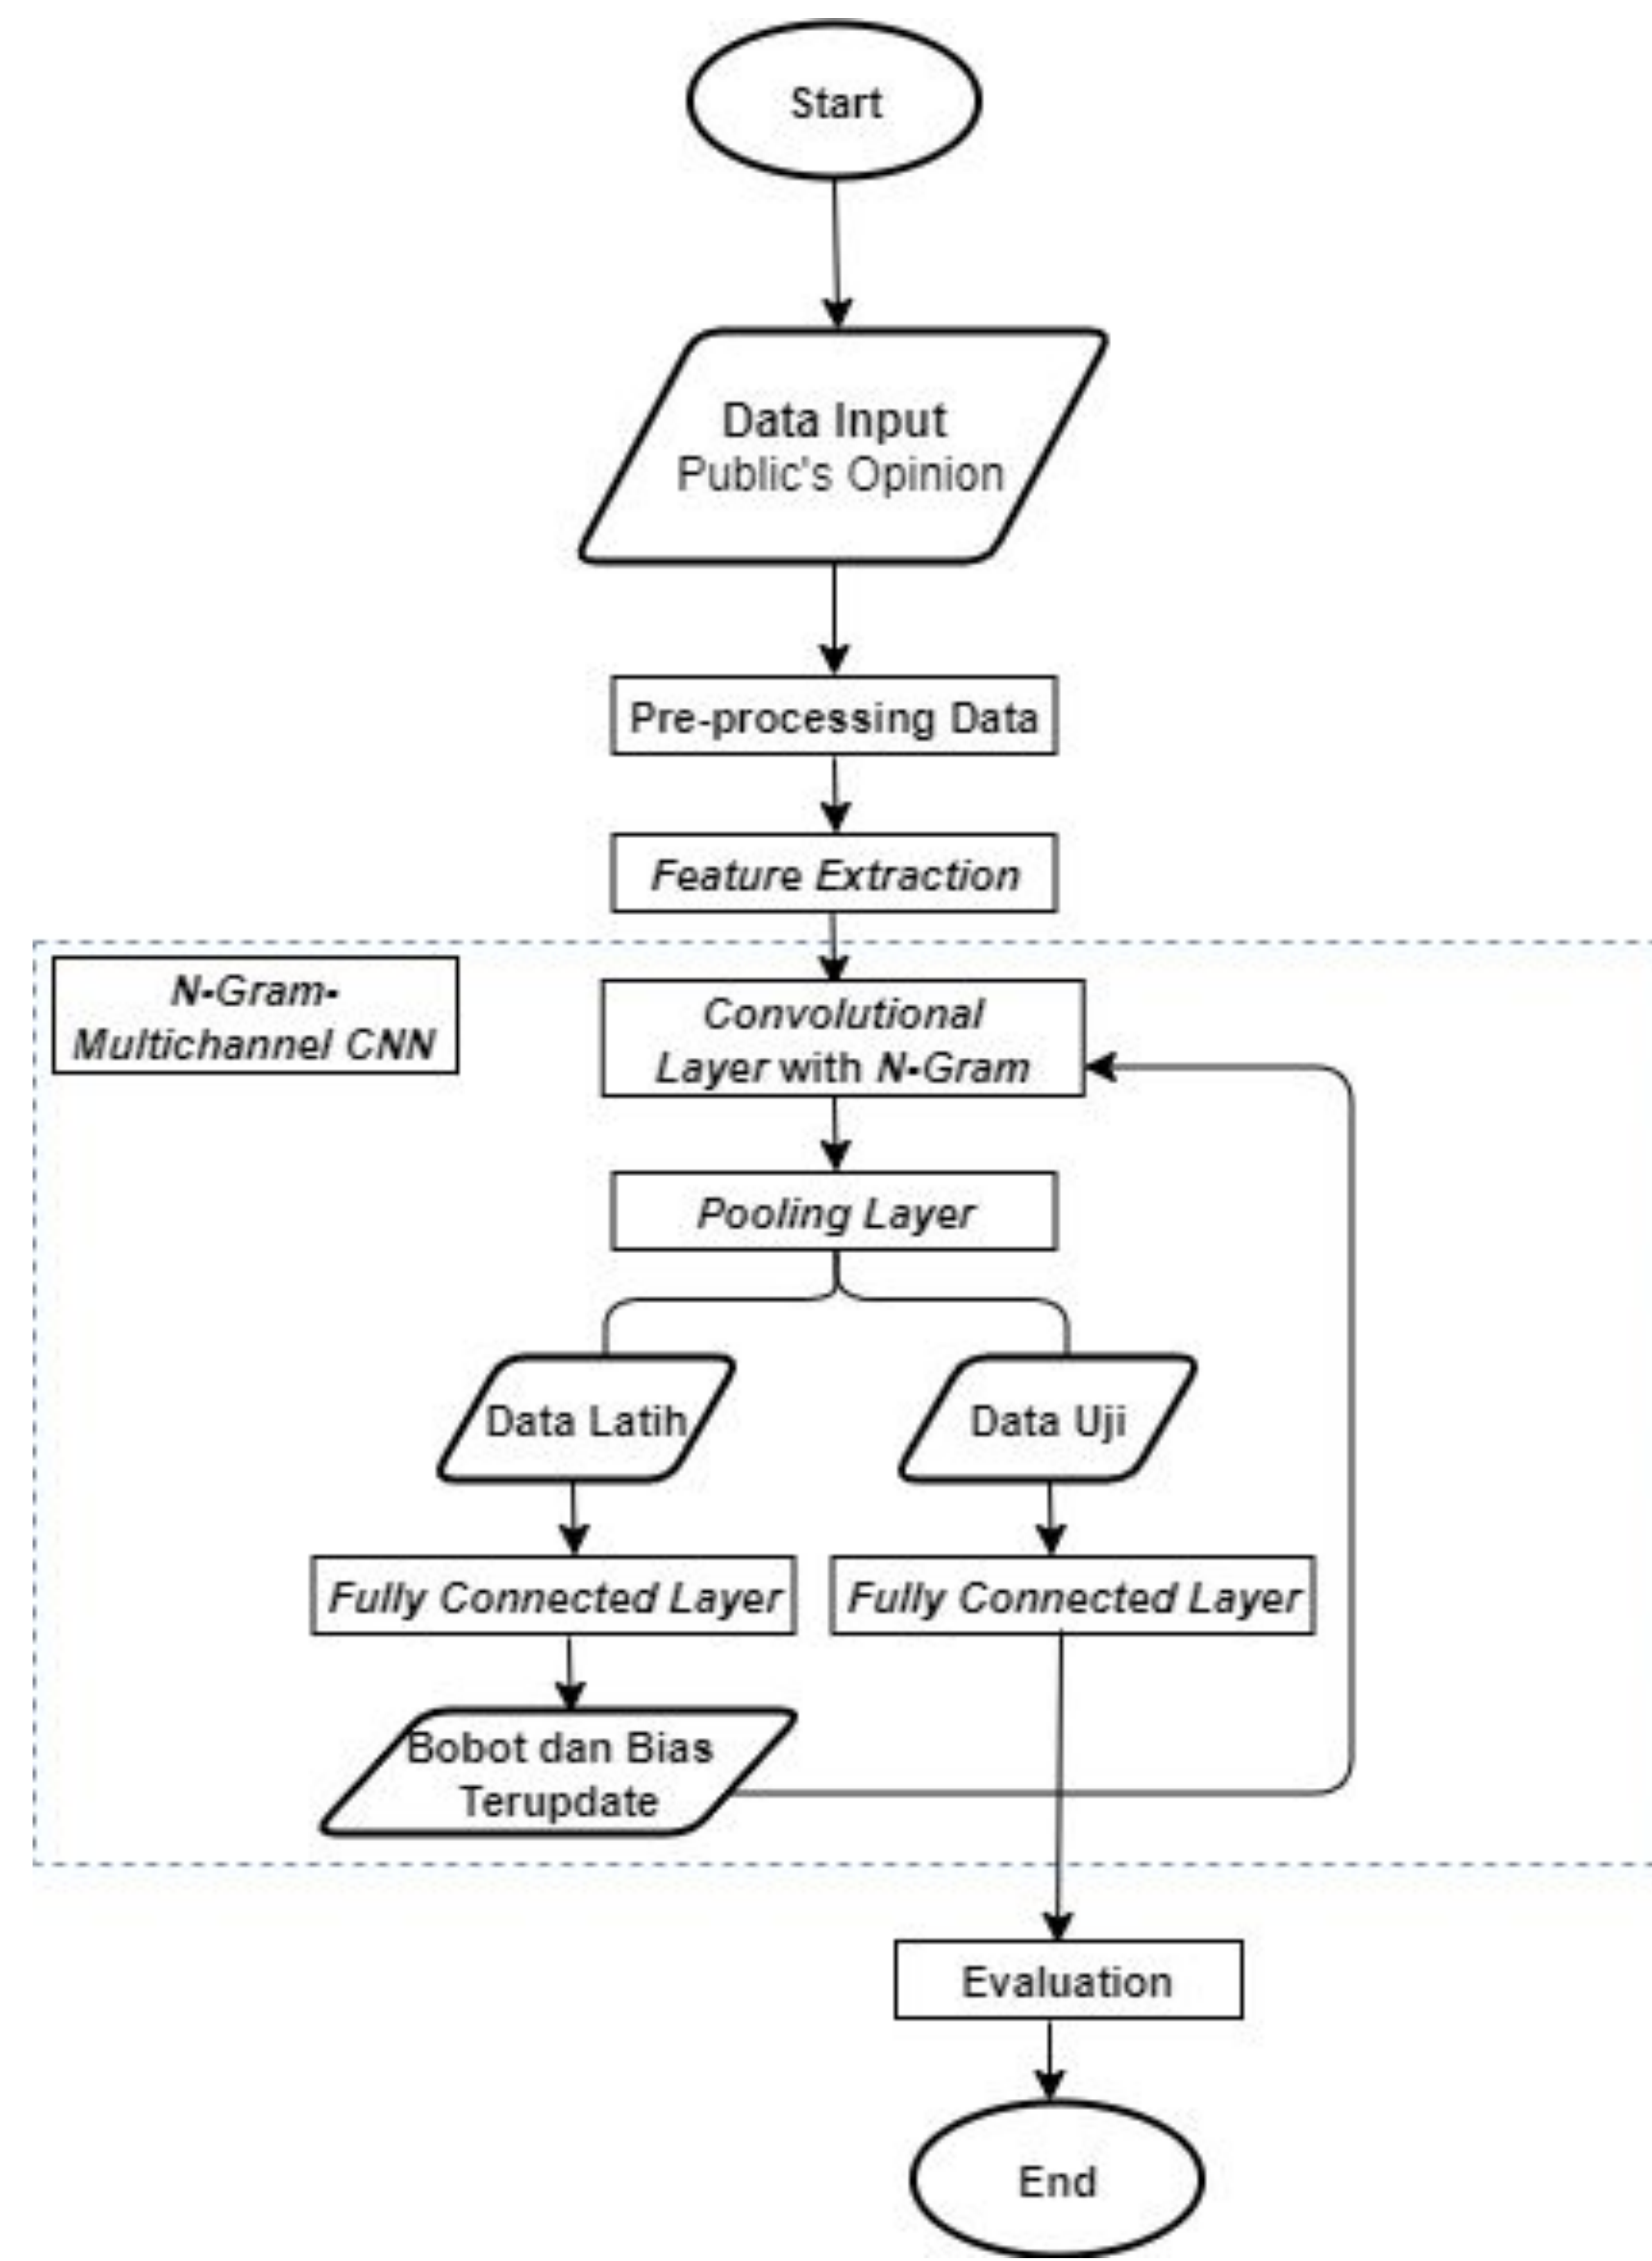 Start
Data Input
Public's Opinion
Pre-processing Data
Feature Extraction
N-Gram-
Multichannel CNN
Convolutional
Layer with N-Gram
Pooling Layer
Data Latih
Data Uji
Fully Connected Layer
Fully Connected Layer
Bobot dan Bias
Terupdate
Evaluation
End